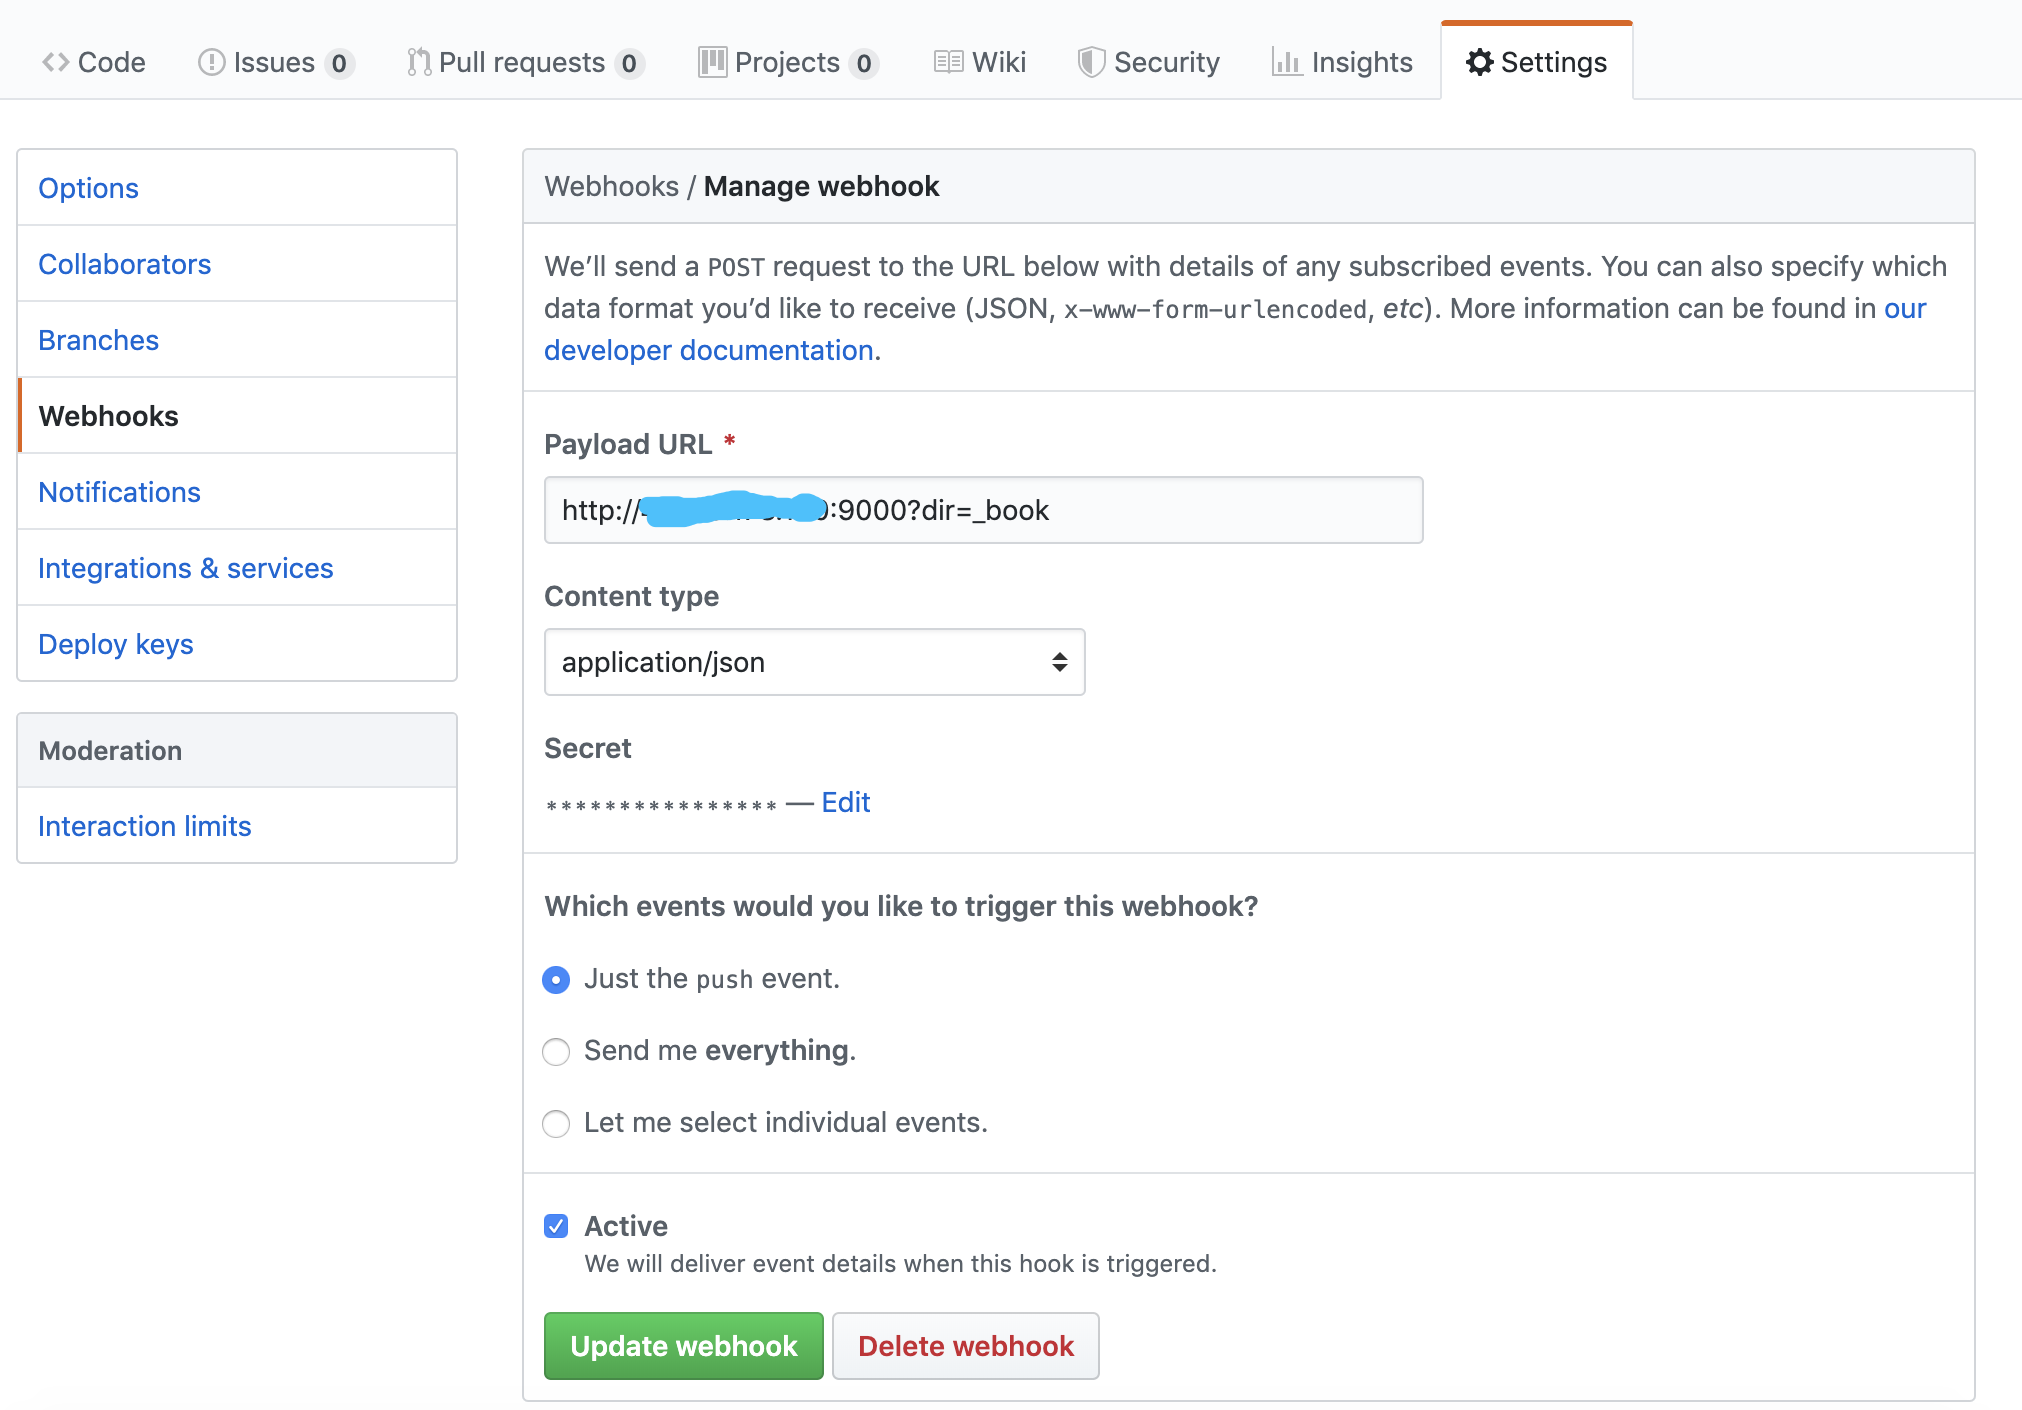 Code Issues 0 Pull requests 0 Projects 0 Wiki Security Insights Settings
Options
Collaborators
Branches
Webhooks
Notifications
Integrations & services
Deploy keys
Moderation
Interaction limits
Webhooks / Manage webhook
We’ll send a POST request to the URL below with details of any subscribed events. You can also specify which
data format you’d like to receive (JSON, x-www-form-urlencoded, etc). More information can be found in our
developer documentation.
Payload URL *
http:// :9000?dir=_book
Content type
application/json
Secret
**************** — Edit
Which events would you like to trigger this webhook?
Just the push event.
Send me everything.
Let me select individual events.
Active
We will deliver event details when this hook is triggered.
Update webhook Delete webhook